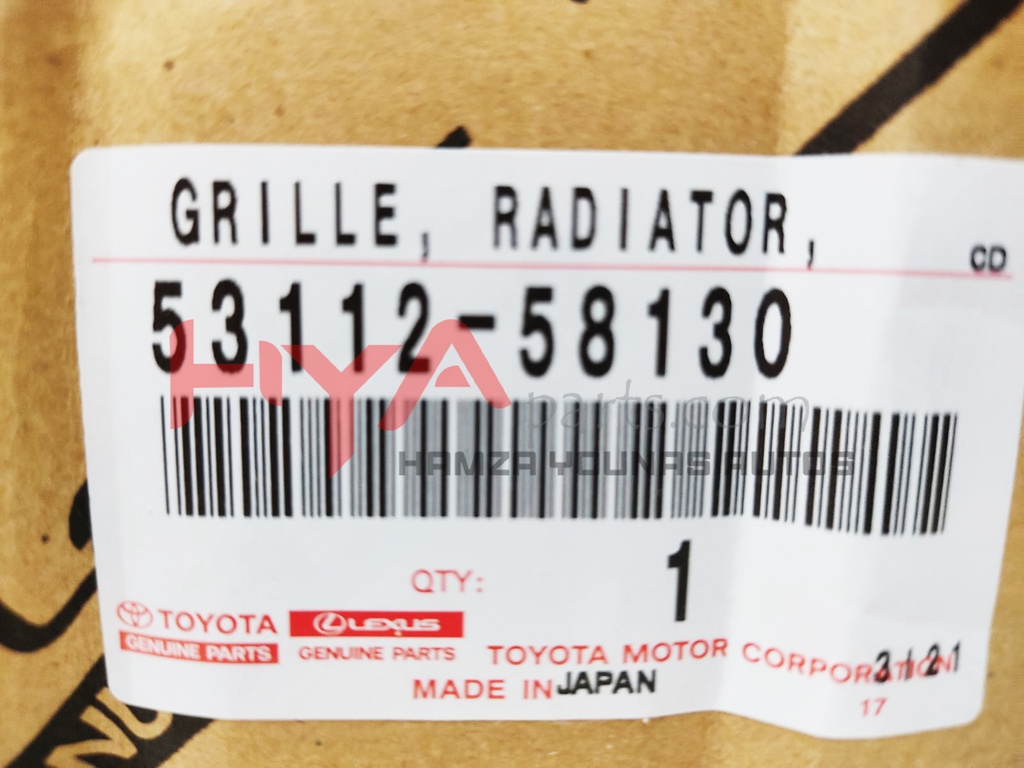 GRILLE, RADIATOR,
CD
53112-58130
HYA
parts.com
HAMZA YOUNAS AUTOS
QTY: 1
TOYOTA
GENUINE PARTS
LEXUS
GENUINE PARTS
TOYOTA MOTOR CORPORATION
3121
MADE IN JAPAN
17
NU